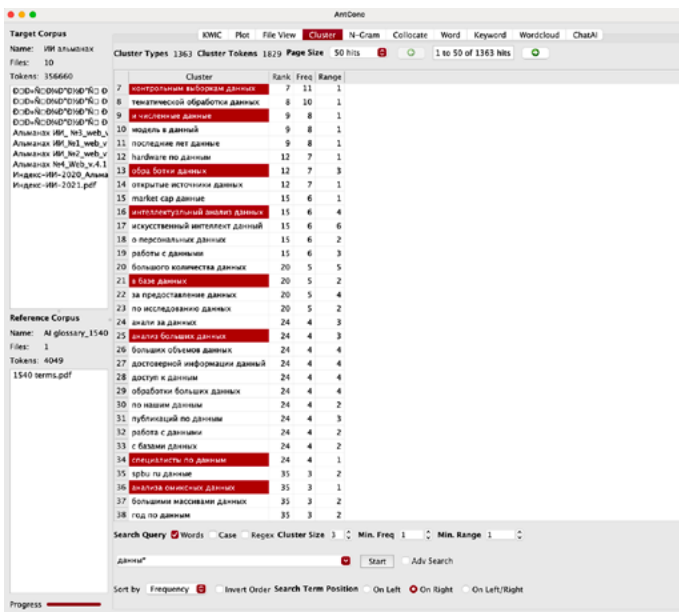 AntConc
Target Corpus
Name: ИИ альманах
Files: 10
Tokens: 356660
Альманах ИИ_ №3_web_v
Альманах ИИ_№1_web_v
Альманах ИИ_№2_web_v
Альманах №4_Web_v.4.1
Индекс-ИИ-2020_Альма
Индекс-ИИ-2021.pdf
Reference Corpus
Name: AI glossary_1540
Files: 1
Tokens: 4049
1540 terms.pdf
Progress
KWIC Plot File View Cluster N-Gram Collocate Word Keyword Wordcloud ChatAI
Cluster Types 1363 Cluster Tokens 1829 Page Size 50 hits 1 to 50 of 1363 hits
Cluster Rank Freq Range
7 контрольным выборкам данных 7 11 1
8 тематической обработки данных 8 10 1
9 и численные данные 9 8 1
10 модель в данный 9 8 1
11 последние лет данные 9 8 1
12 hardware по данным 12 7 1
13 обра ботки данных 12 7 3
14 открытые источники данных 12 7 1
15 market cap данные 15 6 1
16 интеллектуальный анализ данных 15 6 4
17 искусственный интеллект данный 15 6 6
18 о персональных данных 15 6 2
19 работы с данными 15 6 3
20 большого количества данных 20 5 5
21 в базе данных 20 5 2
22 за предоставление данных 20 5 4
23 по исследованию данных 20 5 2
24 анали за данных 24 4 3
25 анализ больших данных 24 4 3
26 больших объемов данных 24 4 4
27 достоверной информации данный 24 4 4
28 доступ к данным 24 4 4
29 обработки больших данных 24 4 4
30 по нашим данным 24 4 2
31 публикаций по данным 24 4 3
32 работа с данными 24 4 2
33 с базами данных 24 4 2
34 специалисты по данным 24 4 1
35 spbu ru данные 35 3 2
36 анализа омиксных данных 35 3 1
37 большими массивами данных 35 3 2
38 год по данным 35 3 2
Search Query Words Case Regex Cluster Size 3 Min. Freq 1 Min. Range 1
данны* Start Adv Search
Sort by Frequency Invert Order Search Term Position On Left On Right On Left/Right